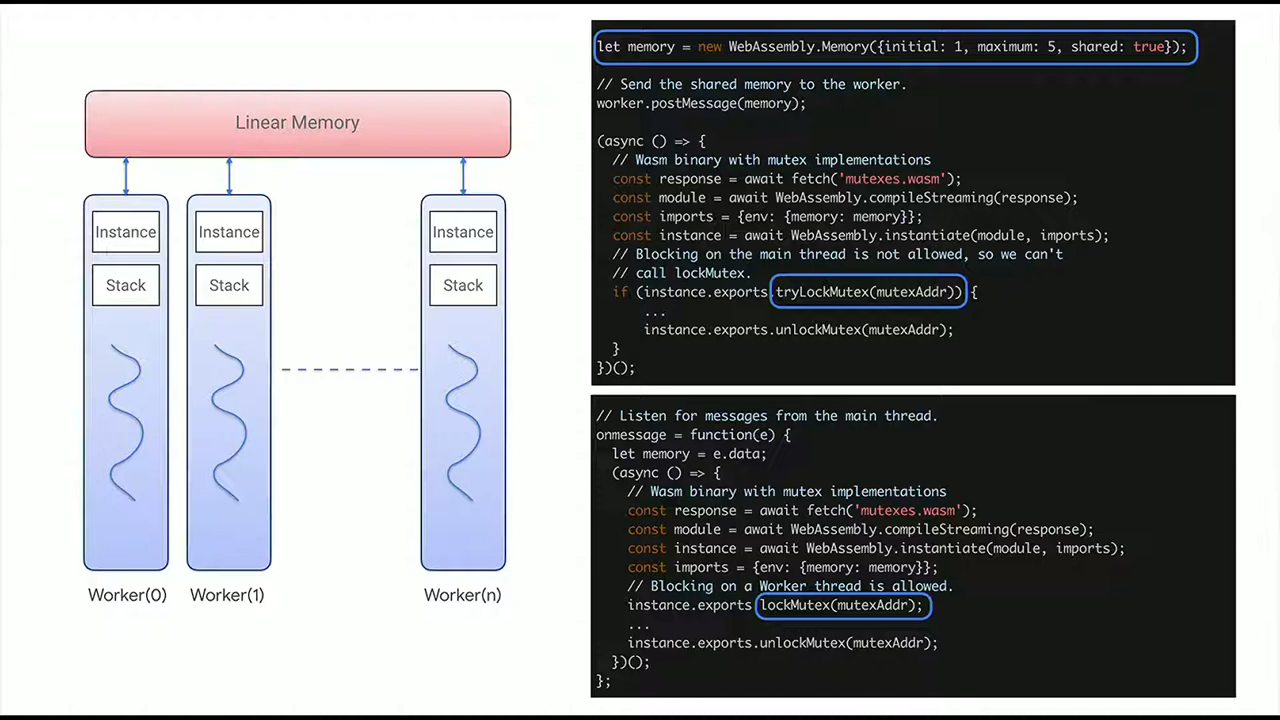 Linear Memory
Instance
Instance
Instance
Stack
Stack
Stack
Worker(0)
Worker(1)
Worker(n)
let memory = new WebAssembly.Memory({initial: 1, maximum: 5, shared: true});
// Send the shared memory to the worker.
worker.postMessage(memory);
(async () => {
// Wasm binary with mutex implementations
const response = await fetch('mutexes.wasm');
const module = await WebAssembly.compileStreaming(response);
const imports = {env: {memory: memory}};
const instance = await WebAssembly.instantiate(module, imports);
// Blocking on the main thread is not allowed, so we can't
// call lockMutex.
if (instance.exports.tryLockMutex(mutexAddr)) {
...
instance.exports.unlockMutex(mutexAddr);
}
})();
// Listen for messages from the main thread.
onmessage = function(e) {
let memory = e.data;
(async () => {
// Wasm binary with mutex implementations
const response = await fetch('mutexes.wasm');
const module = await WebAssembly.compileStreaming(response);
const instance = await WebAssembly.instantiate(module, imports);
const imports = {env: {memory: memory}};
// Blocking on a Worker thread is allowed.
instance.exports.lockMutex(mutexAddr);
...
instance.exports.unlockMutex(mutexAddr);
})();
};